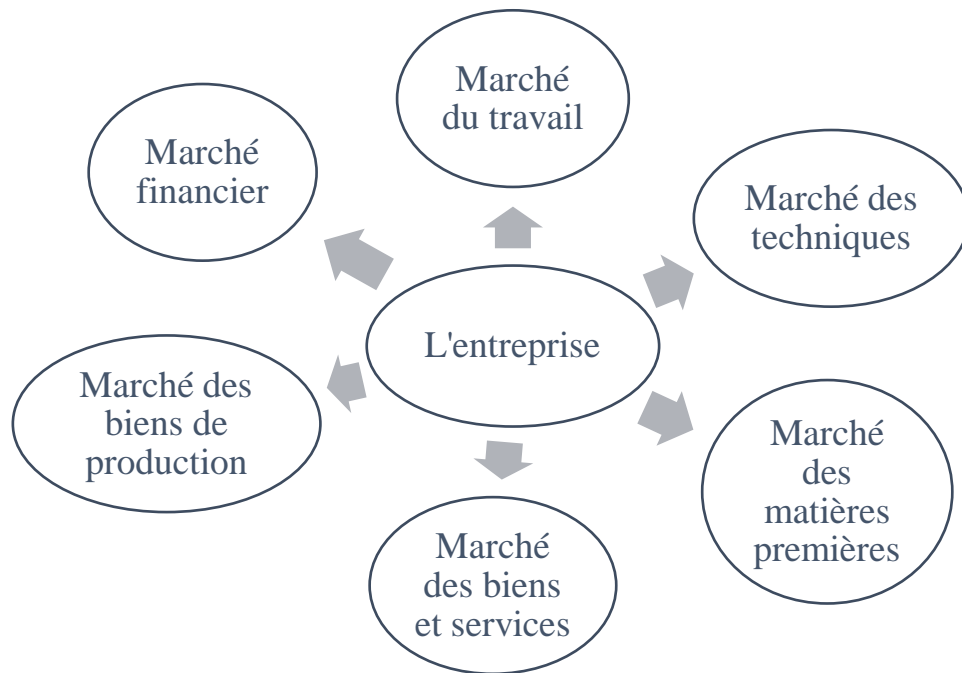 Marché
du travail
Marché
financier
Marché des
techniques
L'entreprise
Marché des
biens de
production
Marché
des
matières
premières
Marché
des biens
et services